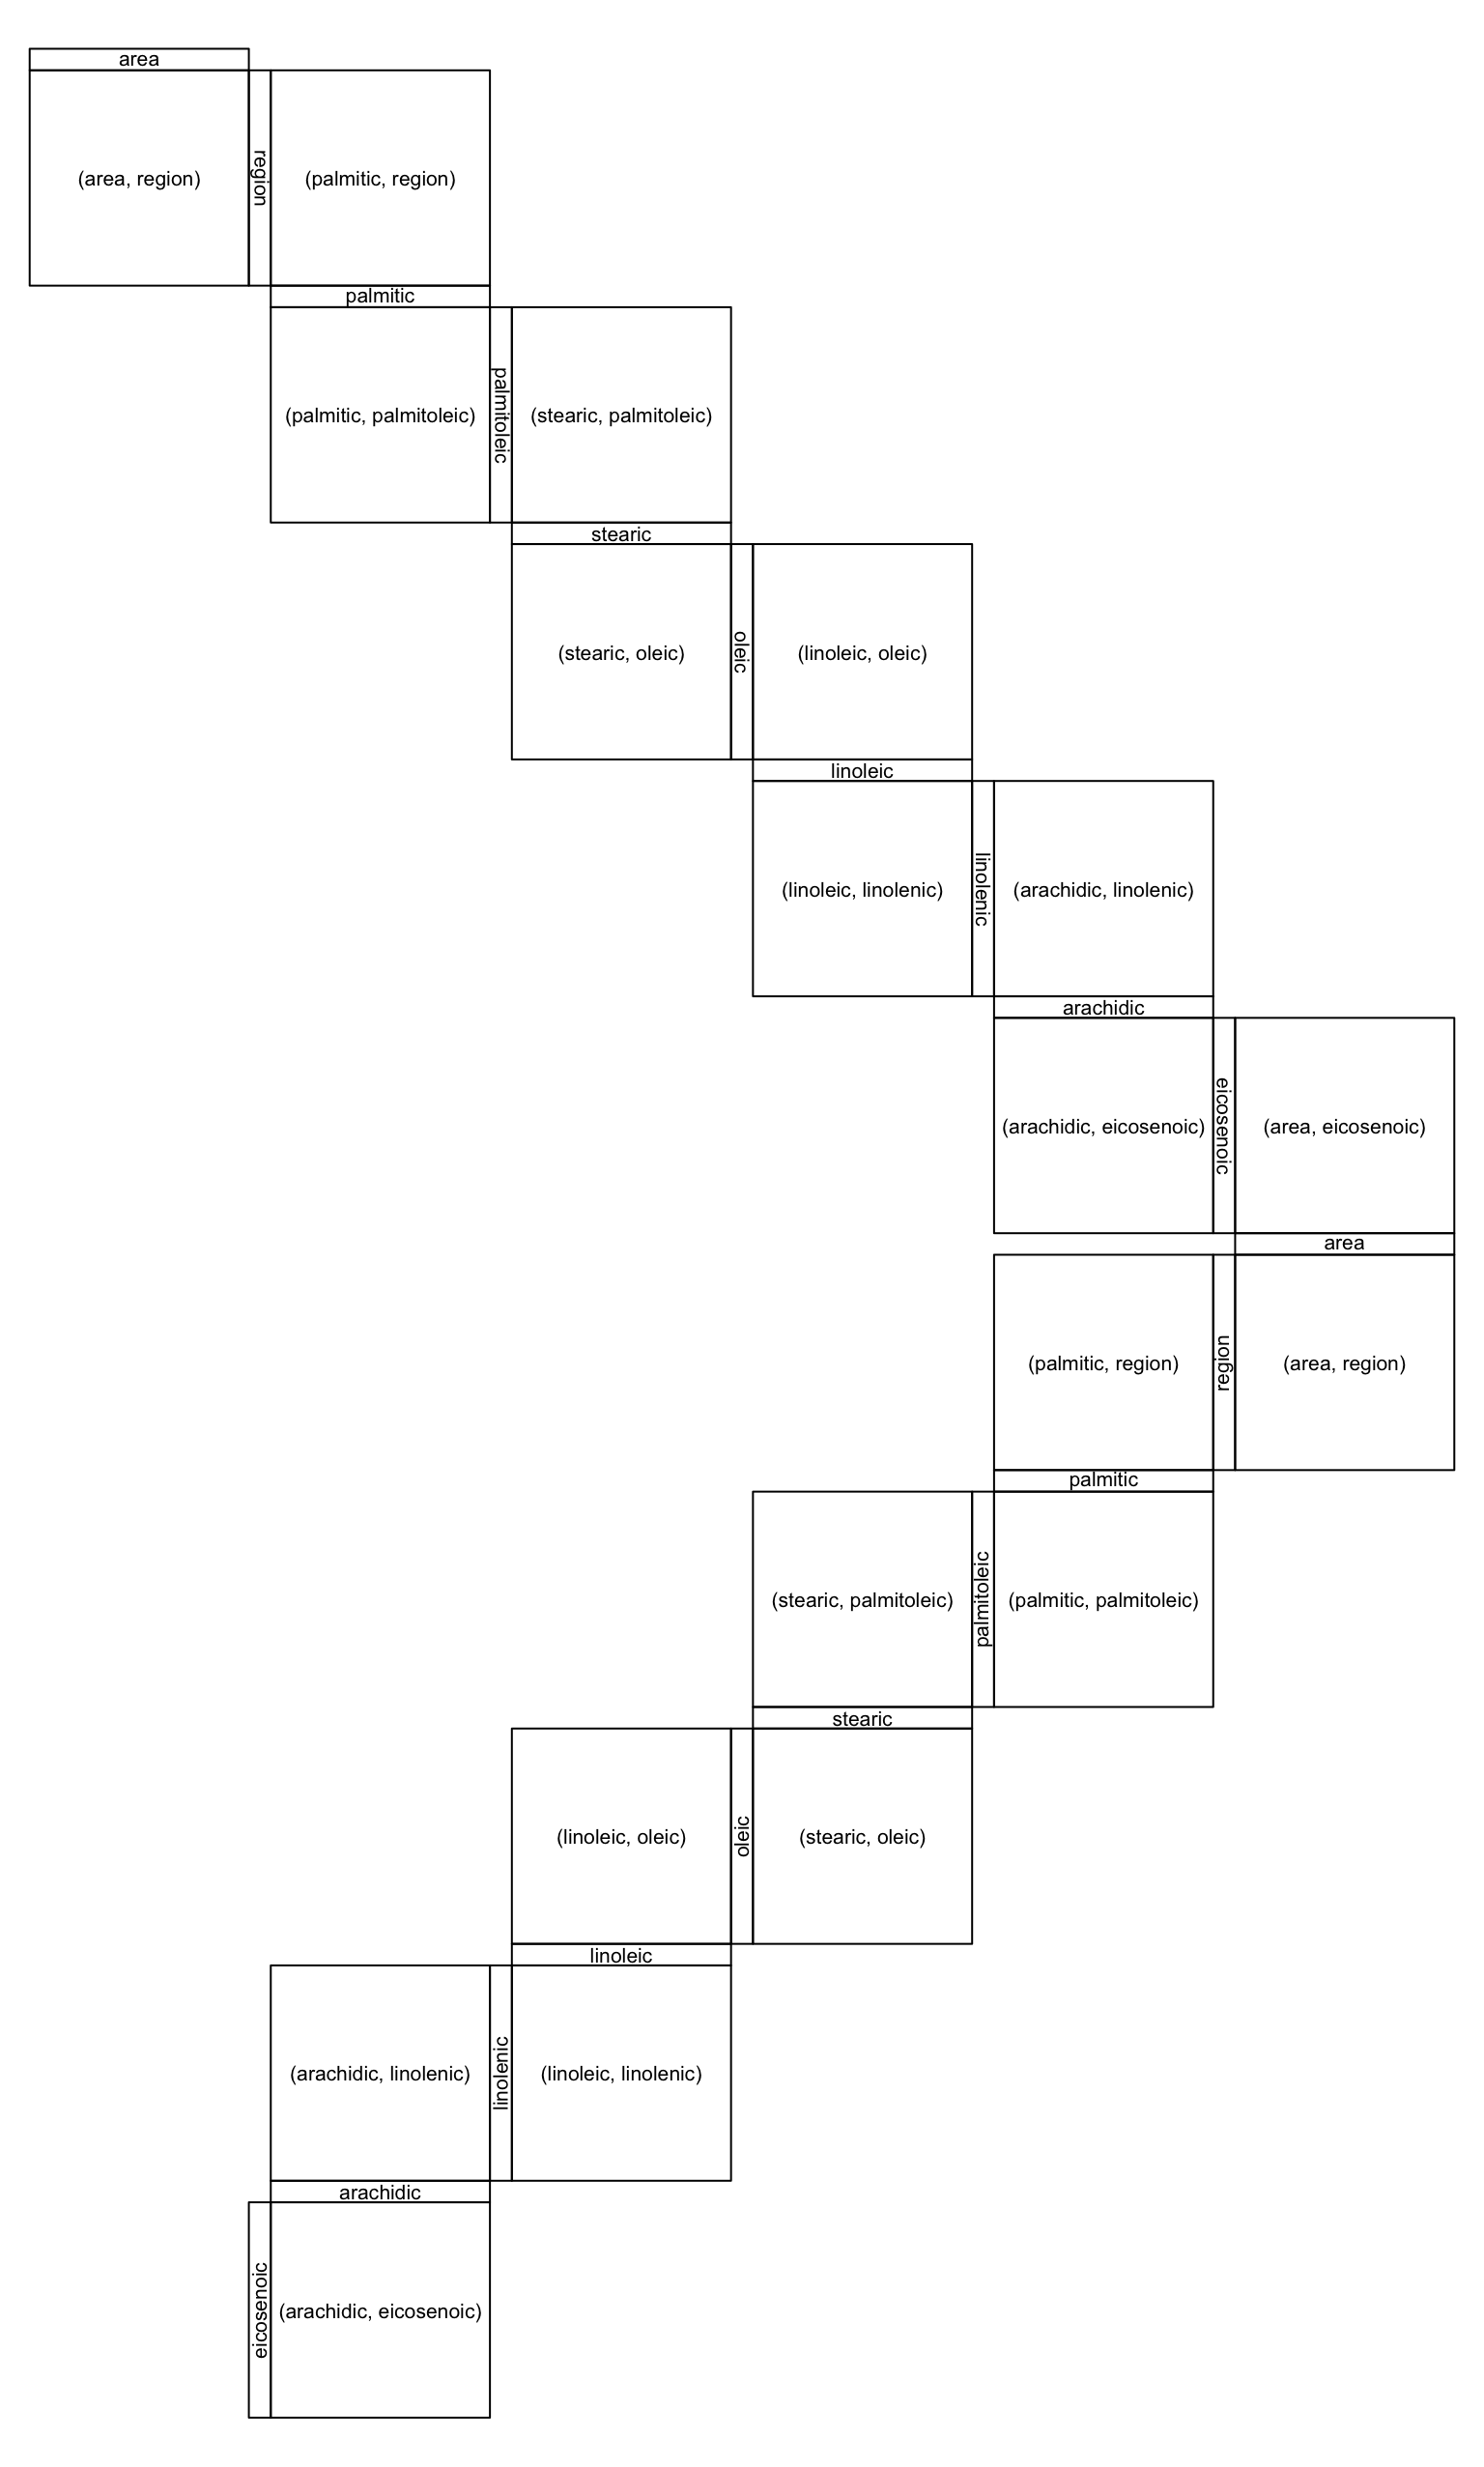 area
(area, region)
region
(palmitic, region)
palmitic
(palmitic, palmitoleic)
palmitoleic
(stearic, palmitoleic)
stearic
(stearic, oleic)
oleic
(linoleic, oleic)
linoleic
(linoleic, linolenic)
linolenic
(arachidic, linolenic)
arachidic
(arachidic, eicosenoic)
eicosenoic
(area, eicosenoic)
area
(palmitic, region)
region
(area, region)
palmitic
(stearic, palmitoleic)
palmitoleic
(palmitic, palmitoleic)
stearic
(linoleic, oleic)
oleic
(stearic, oleic)
linoleic
(arachidic, linolenic)
linolenic
(linoleic, linolenic)
arachidic
eicosenoic
(arachidic, eicosenoic)